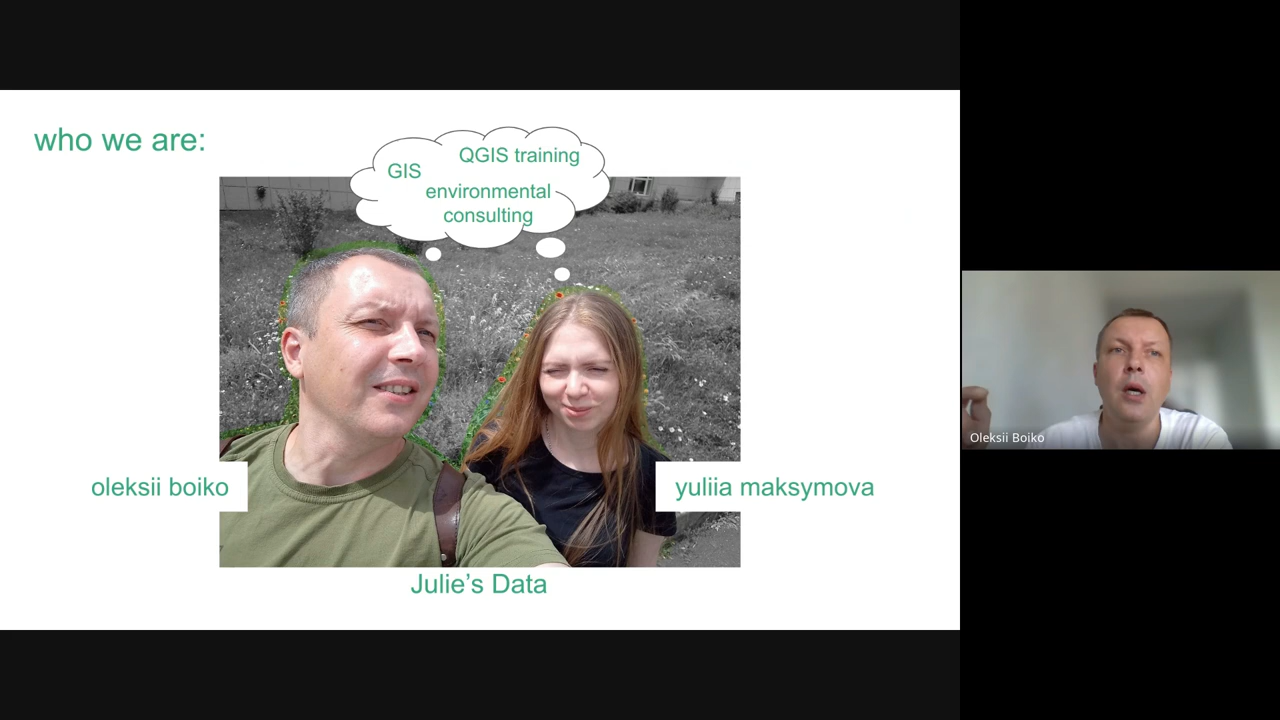 who we are:
QGIS training
GIS
environmental
consulting
oleksii boiko
yuliia maksymova
Julie’s Data
Oleksii Boiko